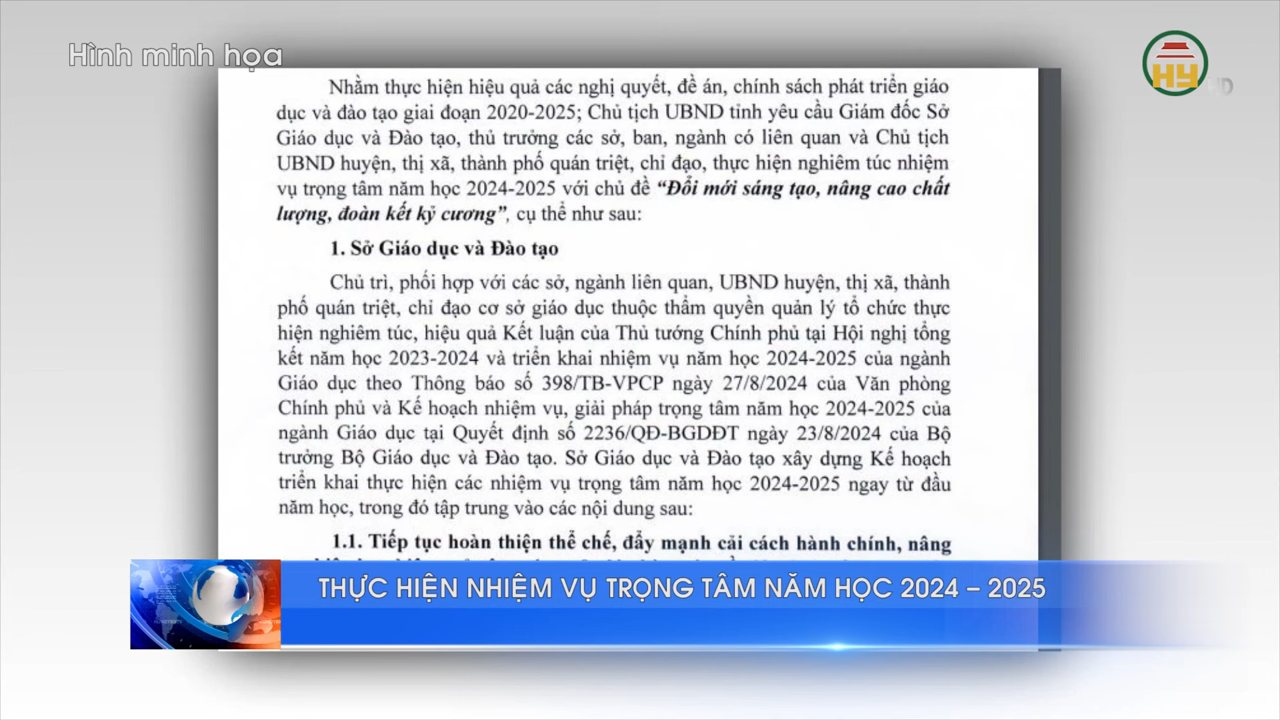 Hình minh họa
HY
HD
Nhằm thực hiện hiệu quả các nghị quyết, đề án, chính sách phát triển giáo
dục và đào tạo giai đoạn 2020-2025; Chủ tịch UBND tỉnh yêu cầu Giám đốc Sở
Giáo dục và Đào tạo, thủ trưởng các sở, ban, ngành có liên quan và Chủ tịch
UBND huyện, thị xã, thành phố quán triệt, chỉ đạo, thực hiện nghiêm túc nhiệm
vụ trọng tâm năm học 2024-2025 với chủ đề “Đổi mới sáng tạo, nâng cao chất
lượng, đoàn kết kỷ cương”, cụ thể như sau:
1. Sở Giáo dục và Đào tạo
Chủ trì, phối hợp với các sở, ngành liên quan, UBND huyện, thị xã, thành
phố quán triệt, chỉ đạo cơ sở giáo dục thuộc thẩm quyền quản lý tổ chức thực
hiện nghiêm túc, hiệu quả Kết luận của Thủ tướng Chính phủ tại Hội nghị tổng
kết năm học 2023-2024 và triển khai nhiệm vụ năm học 2024-2025 của ngành
Giáo dục theo Thông báo số 398/TB-VPCP ngày 27/8/2024 của Văn phòng
Chính phủ và Kế hoạch nhiệm vụ, giải pháp trọng tâm năm học 2024-2025 của
ngành Giáo dục tại Quyết định số 2236/QĐ-BGDĐT ngày 23/8/2024 của Bộ
trưởng Bộ Giáo dục và Đào tạo. Sở Giáo dục và Đào tạo xây dựng Kế hoạch
triển khai thực hiện các nhiệm vụ trọng tâm năm học 2024-2025 ngay từ đầu
năm học, trong đó tập trung vào các nội dung sau:
1.1. Tiếp tục hoàn thiện thể chế, đẩy mạnh cải cách hành chính, nâng
THỰC HIỆN NHIỆM VỤ TRỌNG TÂM NĂM HỌC 2024 – 2025